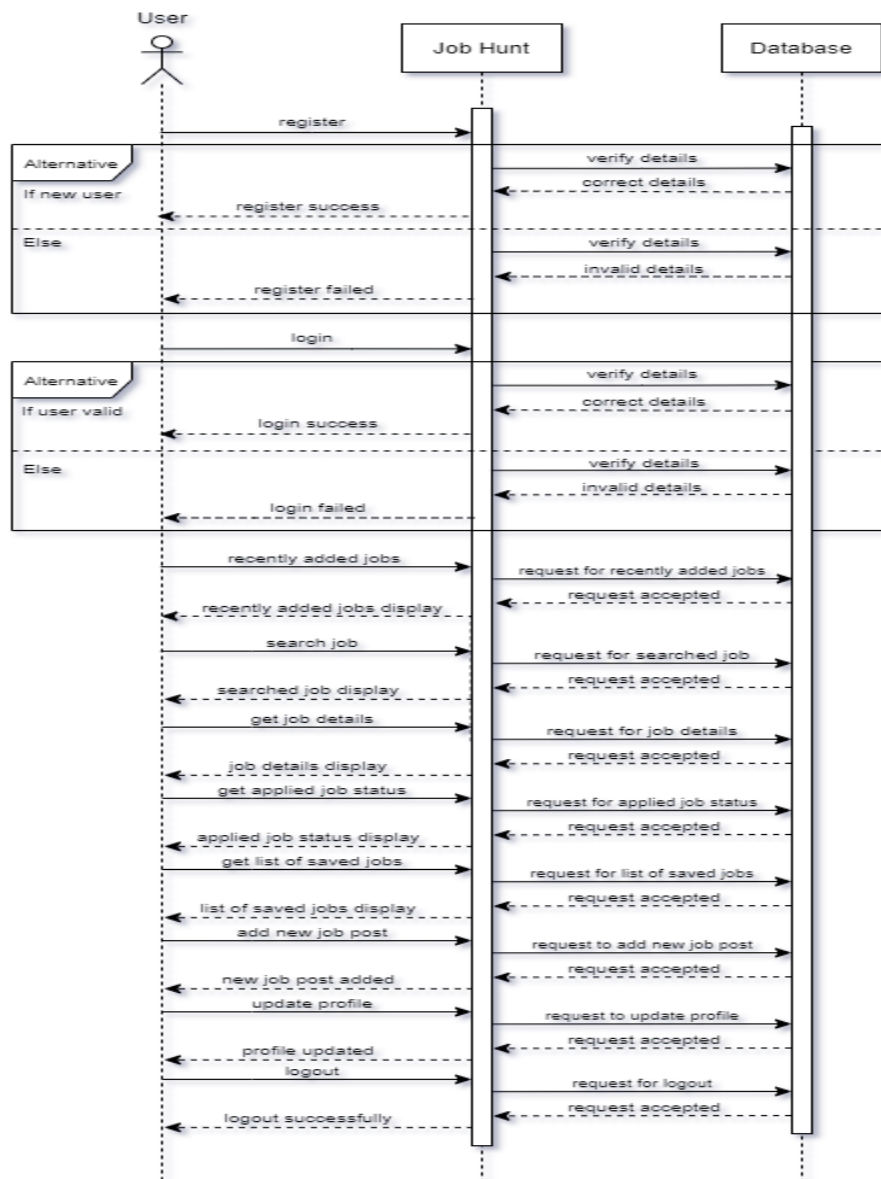 User
Job Hunt
Database
register
Alternative
verify details
If new user
correct details
register success
Else
verify details
invalid details
register failed
login
Alternative
verify details
If user valid
correct details
login success
Else
verify details
invalid details
login failed
recently added jobs
request for recently added jobs
request accepted
recently added jobs display
search job
request for searched job
request accepted
searched job display
get job details
request for job details
request accepted
job details display
get applied job status
request for applied job status
request accepted
applied job status display
get list of saved jobs
request for list of saved jobs
request accepted
list of saved jobs display
add new job post
request to add new job post
request accepted
new job post added
update profile
request to update profile
request accepted
profile updated
logout
request for logout
request accepted
logout successfully